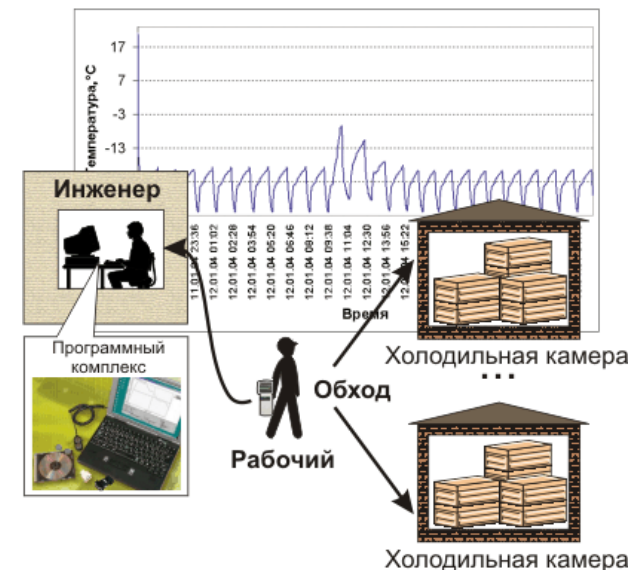 Температура,°C
17
7
-3
-13
11.01.04 23:36
12.01.04 01:02
12.01.04 02:28
12.01.04 03:54
12.01.04 05:20
12.01.04 06:46
12.01.04 08:12
12.01.04 09:38
12.01.04 11:04
12.01.04 12:30
12.01.04 13:56
12.01.04 15:22
Время
Инженер
Программный
комплекс
Рабочий
Обход
Холодильная камера
...
Холодильная камера